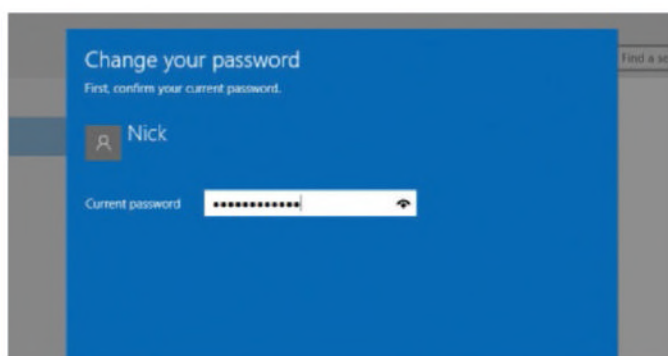 Change your password
First, confirm your current password.
Find a se
Nick
Current password ••••••••••••